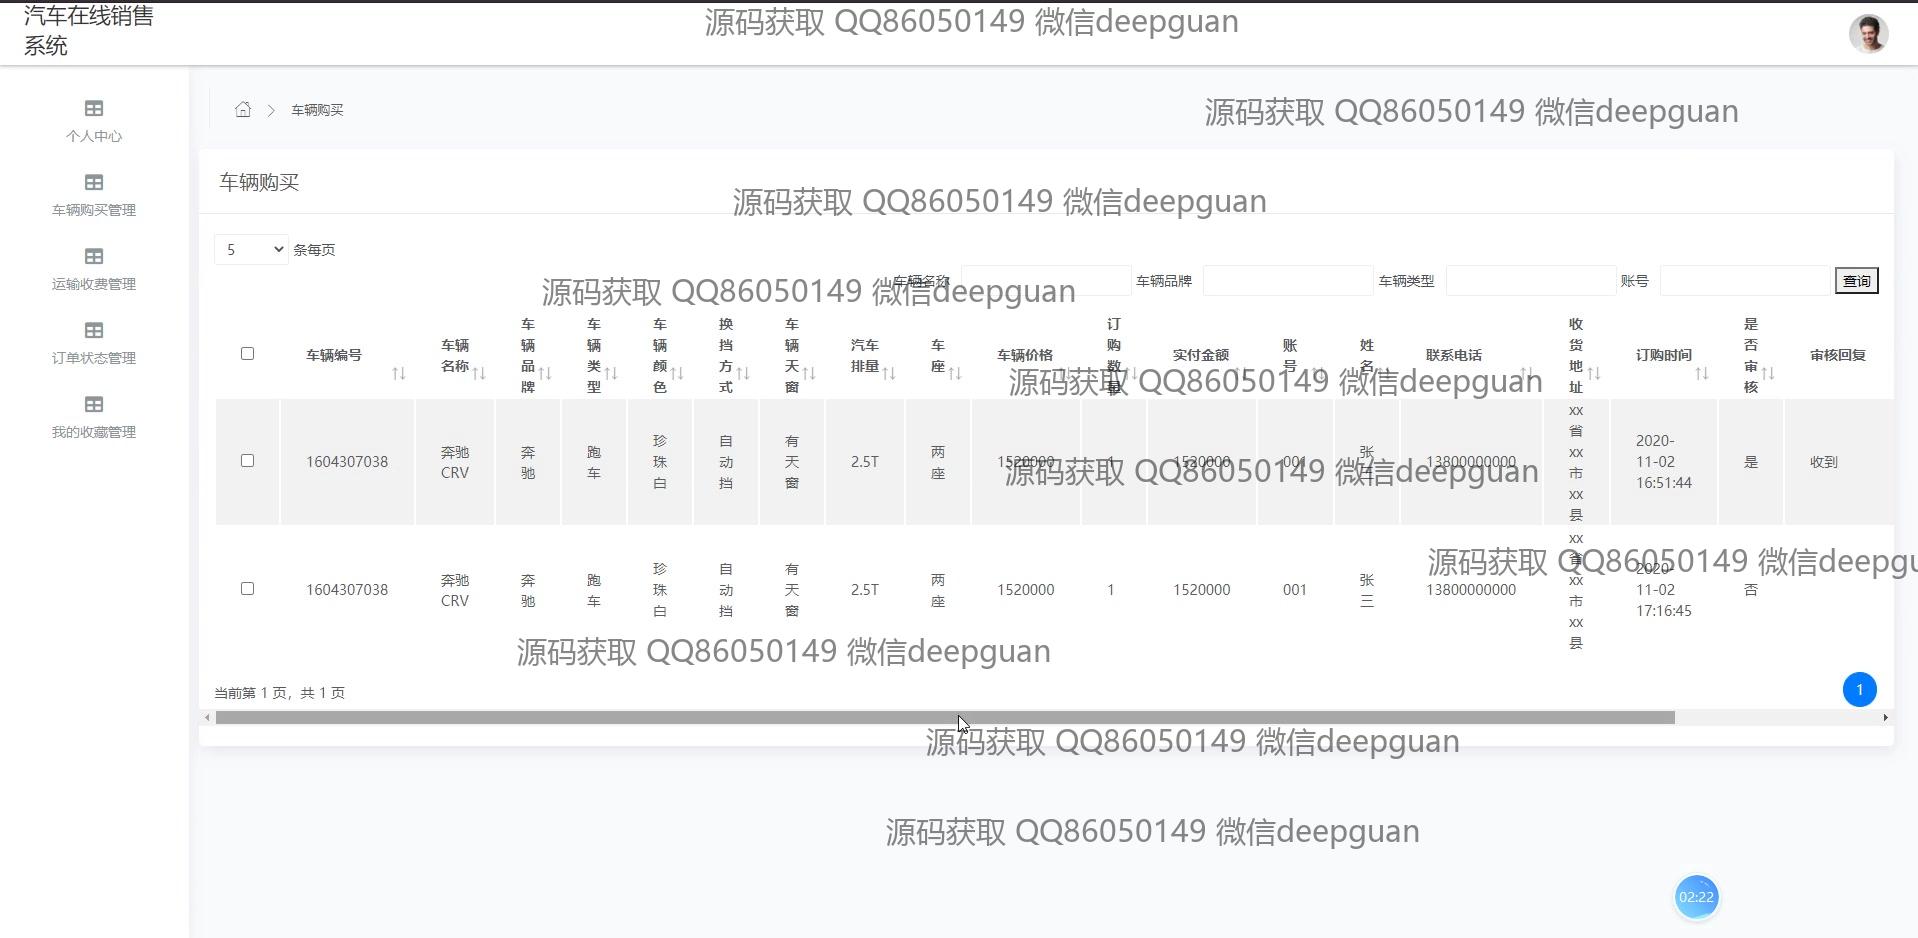 汽车在线销售
系统
源码获取 QQ86050149 微信deepguan
个人中心
车辆购买管理
运输收费管理
订单状态管理
我的收藏管理
车辆购买
源码获取 QQ86050149 微信deepguan
车辆购买
源码获取 QQ86050149 微信deepguan
5 条每页
车辆名称 车辆品牌 车辆类型 账号 查询
源码获取 QQ86050149 微信deepguan
车辆编号 车辆名称 车辆品牌 车辆类型 车辆颜色 换挡方式 车辆天窗 汽车排量 车座 车辆价格 订购数量 实付金额 账号 姓名 联系电话 收货地址 订购时间 是否审核 审核回复
源码获取 QQ86050149 微信deepguan
1604307038 奔驰CRV 奔驰 跑车 珍珠白 自动挡 有天窗 2.5T 两座 1520000 1 1520000 001 张三 13800000000 xx省xx市xx县 2020-11-02 16:51:44 是 收到
源码获取 QQ86050149 微信deepguan
1604307038 奔驰CRV 奔驰 跑车 珍珠白 自动挡 有天窗 2.5T 两座 1520000 1 1520000 001 张三 13800000000 xx省xx市xx县 2020-11-02 17:16:45 否
源码获取 QQ86050149 微信deepgu
源码获取 QQ86050149 微信deepguan
当前第 1 页，共 1 页
1
源码获取 QQ86050149 微信deepguan
源码获取 QQ86050149 微信deepguan
02:22